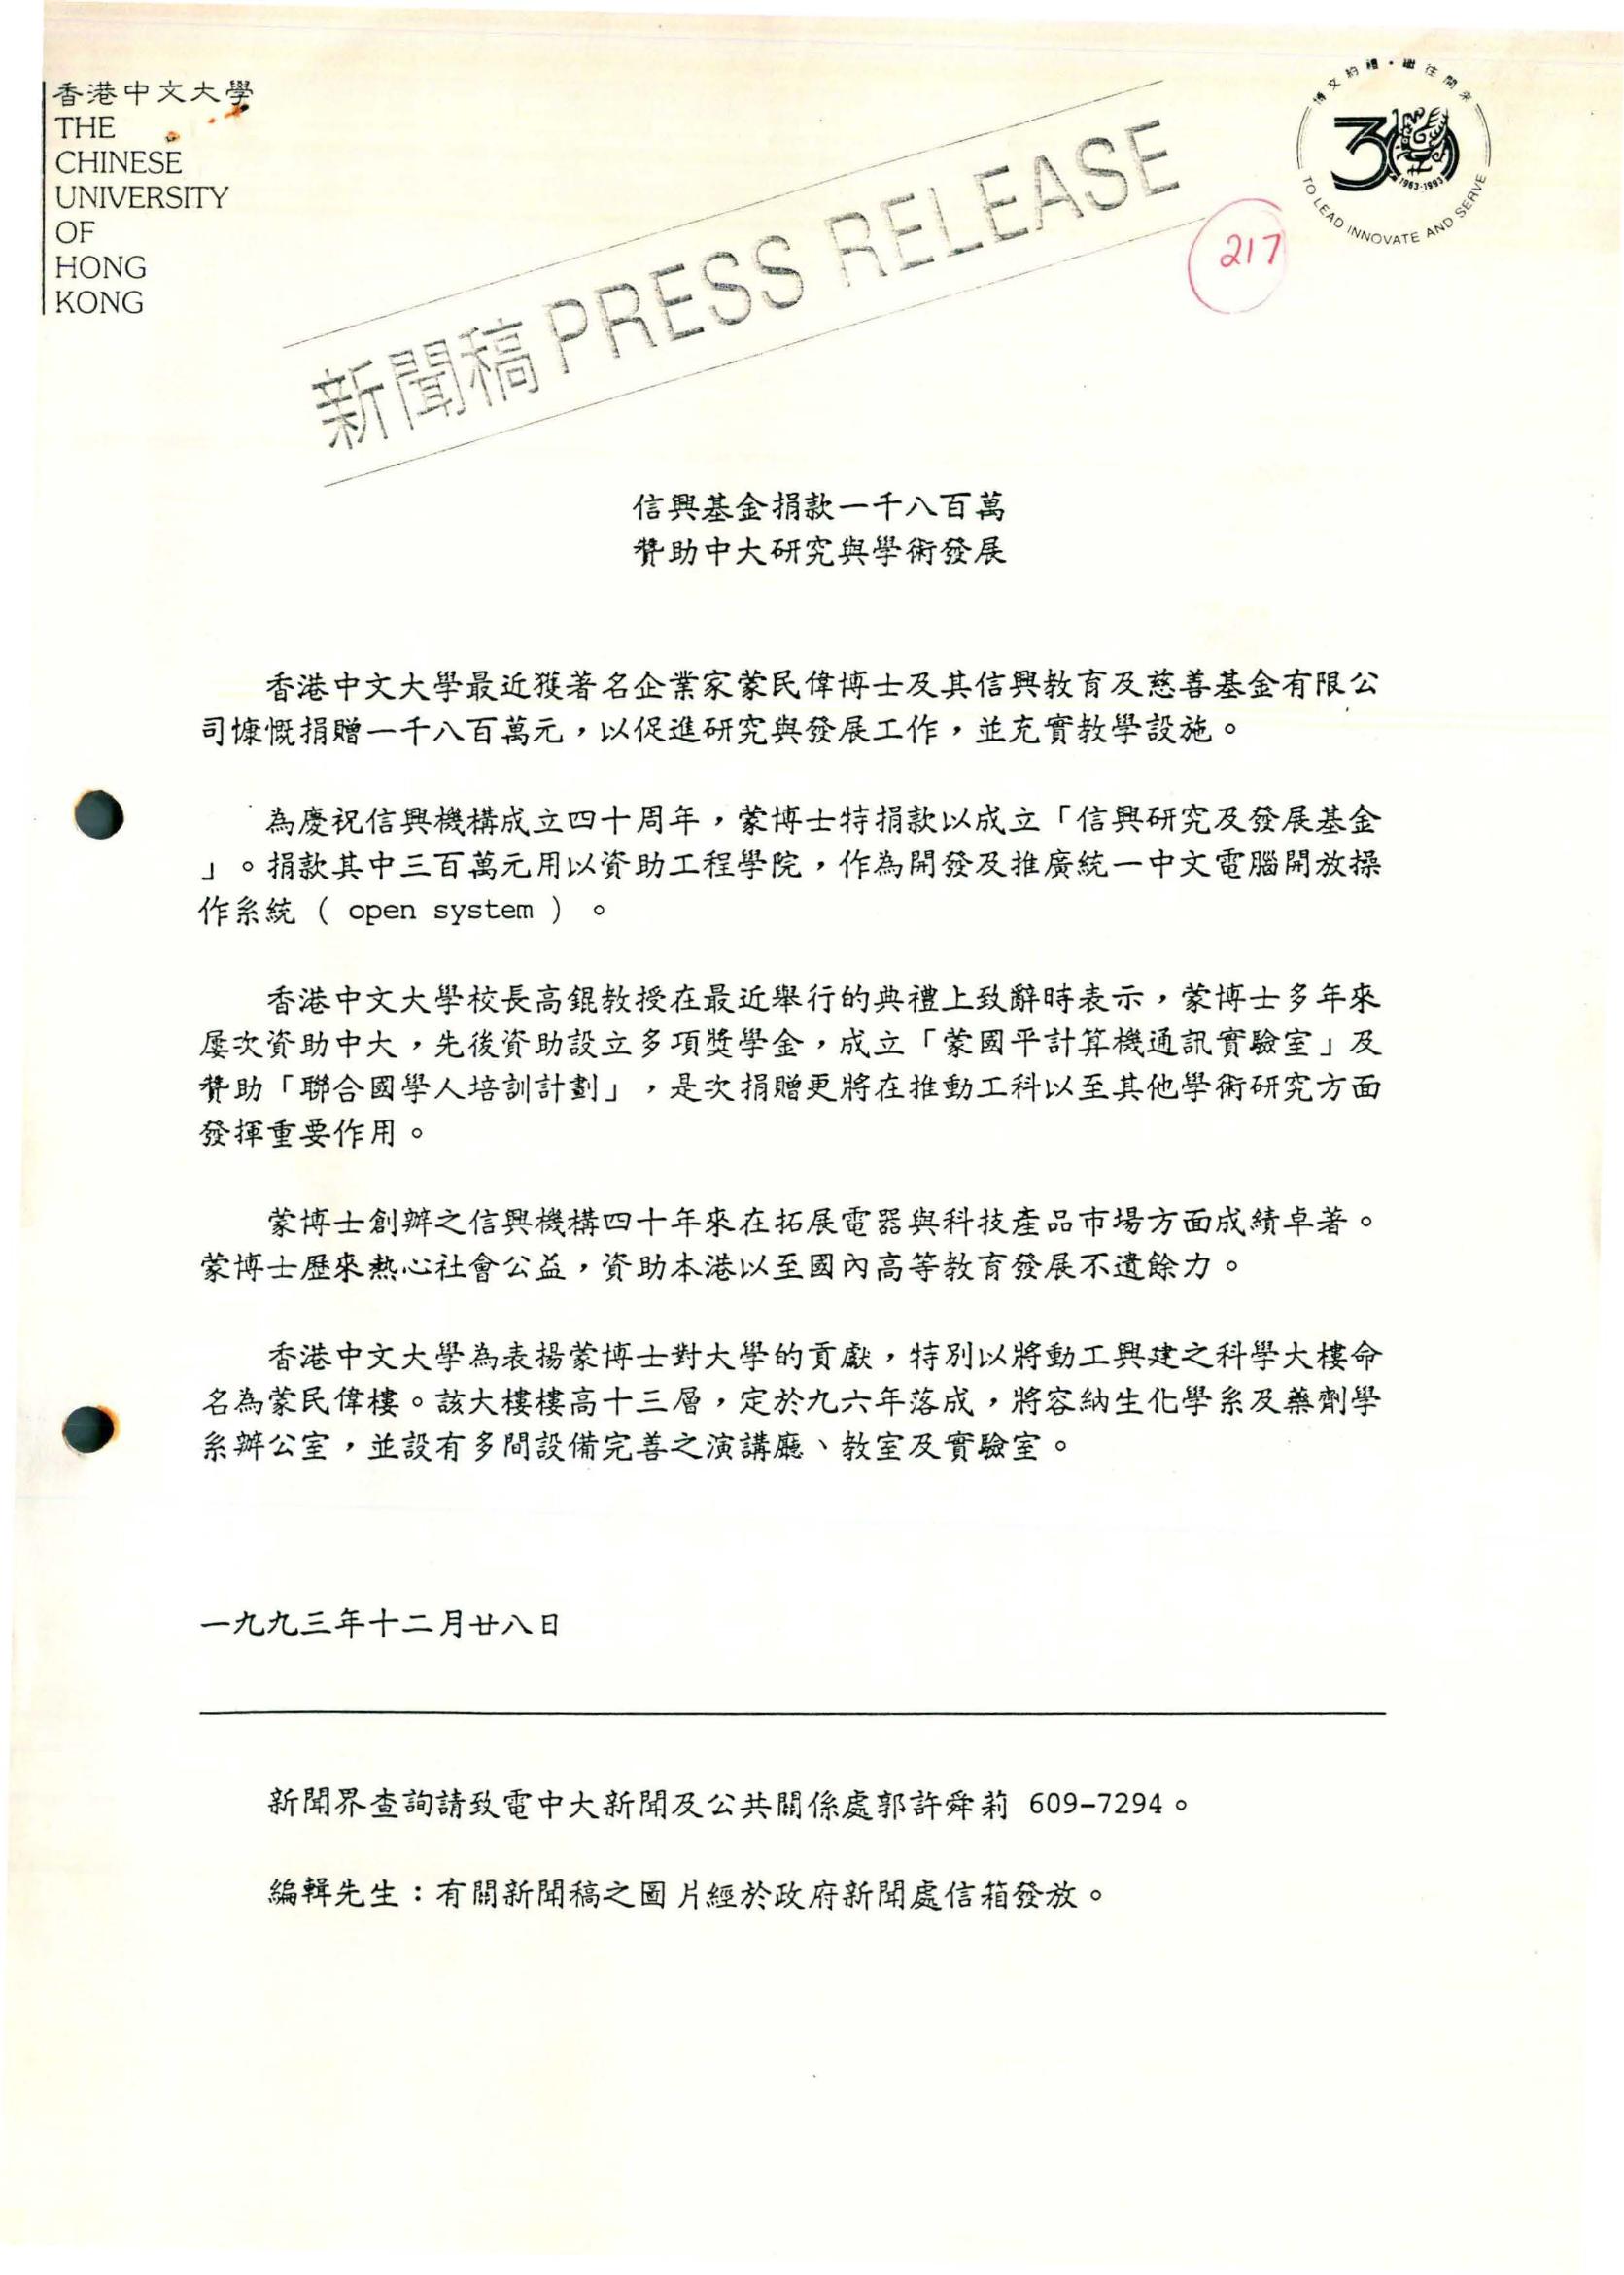 香港中文大學
THE
CHINESE
UNIVERSITY
OF
HONG
KONG
博文約禮·繼往開來
30
1963-1993
TO LEAD INNOVATE AND SERVE
217
新聞稿 PRESS RELEASE
信興基金捐款一千八百萬
贊助中大研究與學術發展
香港中文大學最近獲著名企業家蒙民偉博士及其信興教育及慈善基金有限公
司慷慨捐贈一千八百萬元，以促進研究與發展工作，並充實教學設施。
為慶祝信興機構成立四十周年，蒙博士特捐款以成立「信興研究及發展基金
」。捐款其中三百萬元用以資助工程學院，作為開發及推廣統一中文電腦開放操
作系統（ open system ）。
香港中文大學校長高錕教授在最近舉行的典禮上致辭時表示，蒙博士多年來
屢次資助中大，先後資助設立多項獎學金，成立「蒙國平計算機通訊實驗室」及
贊助「聯合國學人培訓計劃」，是次捐贈更將在推動工科以至其他學術研究方面
發揮重要作用。
蒙博士創辦之信興機構四十年來在拓展電器與科技產品市場方面成績卓著。
蒙博士歷來熱心社會公益，資助本港以至國內高等教育發展不遺餘力。
香港中文大學為表揚蒙博士對大學的貢獻，特別以將動工興建之科學大樓命
名為蒙民偉樓。該大樓樓高十三層，定於九六年落成，將容納生化學系及藥劑學
系辦公室，並設有多間設備完善之演講廳、教室及實驗室。
一九九三年十二月廿八日
新聞界查詢請致電中大新聞及公共關係處郭許舜莉 609-7294。
編輯先生：有關新聞稿之圖片經於政府新聞處信箱發放。